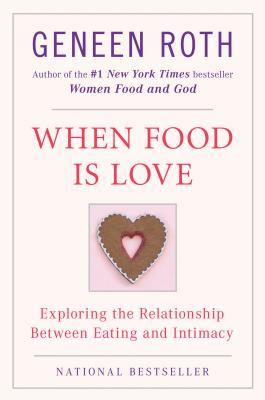 GENEEN ROTH
Author of the #1 New York Times bestseller
Women Food and God
WHEN FOOD
IS LOVE
Exploring the Relationship
Between Eating and Intimacy
NATIONAL BESTSELLER